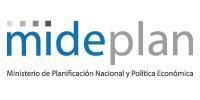 mideplan
Ministerio de Planificación Nacional y Política Económica